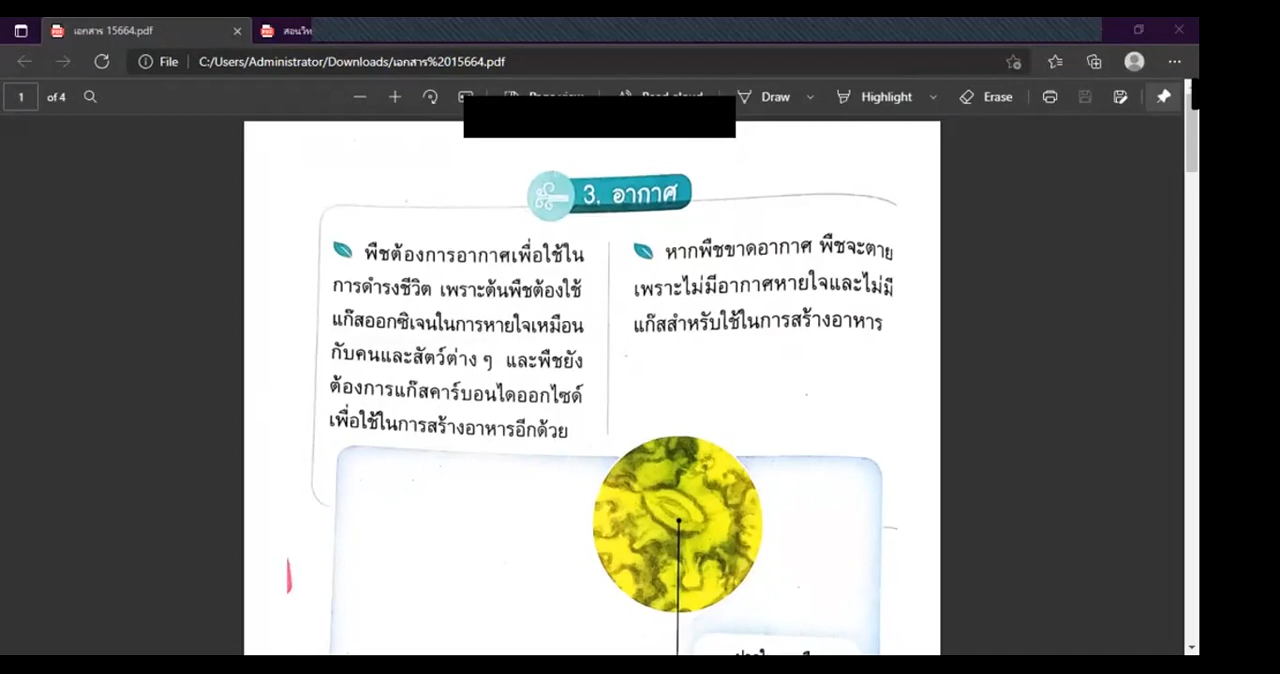 เอกสาร 15664.pdf
สอนวิท
File
C:/Users/Administrator/Downloads/เอกสาร%2015664.pdf
1 of 4
Draw
Highlight
Erase
3. อากาศ
พืชต้องการอากาศเพื่อใช้ใน
การดำรงชีวิต เพราะต้นพืชต้องใช้
แก๊สออกซิเจนในการหายใจเหมือน
กับคนและสัตว์ต่าง ๆ และพืชยัง
ต้องการแก๊สคาร์บอนไดออกไซด์
เพื่อใช้ในการสร้างอาหารอีกด้วย
หากพืชขาดอากาศ พืชจะตาย
เพราะไม่มีอากาศหายใจและไม่มี
แก๊สสำหรับใช้ในการสร้างอาหาร